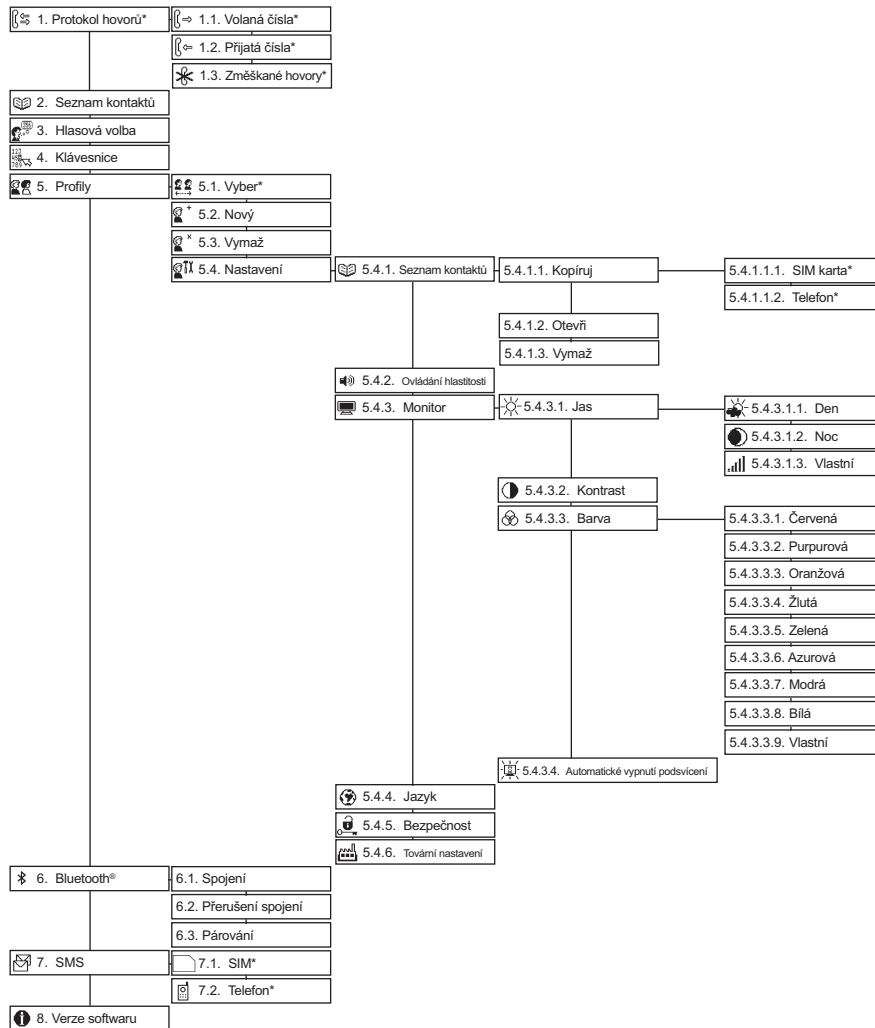 1. Protokol hovorů*
1.1. Volaná čísla*
1.2. Přijatá čísla*
1.3. Změškané hovory*
2. Seznam kontaktů
3. Hlasová volba
4. Klávesnice
5. Profily
5.1. Vyber*
5.2. Nový
5.3. Vymaž
5.4. Nastavení
5.4.1. Seznam kontaktů
5.4.1.1. Kopíruj
5.4.1.1.1. SIM karta*
5.4.1.1.2. Telefon*
5.4.1.2. Otevři
5.4.1.3. Vymaž
5.4.2. Ovládání hlastitosti
5.4.3. Monitor
5.4.3.1. Jas
5.4.3.1.1. Den
5.4.3.1.2. Noc
5.4.3.1.3. Vlastní
5.4.3.2. Kontrast
5.4.3.3. Barva
5.4.3.3.1. Červená
5.4.3.3.2. Purpurová
5.4.3.3.3. Oranžová
5.4.3.3.4. Žlutá
5.4.3.3.5. Zelená
5.4.3.3.6. Azurová
5.4.3.3.7. Modrá
5.4.3.3.8. Bílá
5.4.3.3.9. Vlastní
5.4.3.4. Automatické vypnutí podsvícení
5.4.4. Jazyk
5.4.5. Bezpečnost
5.4.6. Tovární nastavení
6. Bluetooth®
6.1. Spojení
6.2. Přerušení spojení
6.3. Párování
7. SMS
7.1. SIM*
7.2. Telefon*
8. Verze softwaru